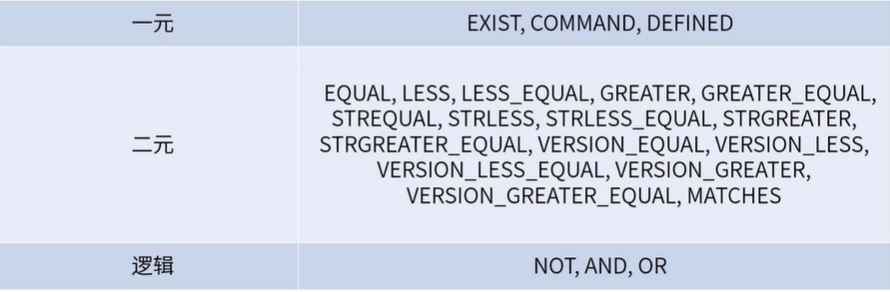 一元
EXIST, COMMAND, DEFINED
二元
EQUAL, LESS, LESS_EQUAL, GREATER, GREATER_EQUAL,
STREQUAL, STRLESS, STRLESS_EQUAL, STRGREATER,
STRGREATER_EQUAL, VERSION_EQUAL, VERSION_LESS,
VERSION_LESS_EQUAL, VERSION_GREATER,
VERSION_GREATER_EQUAL, MATCHES
逻辑
NOT, AND, OR